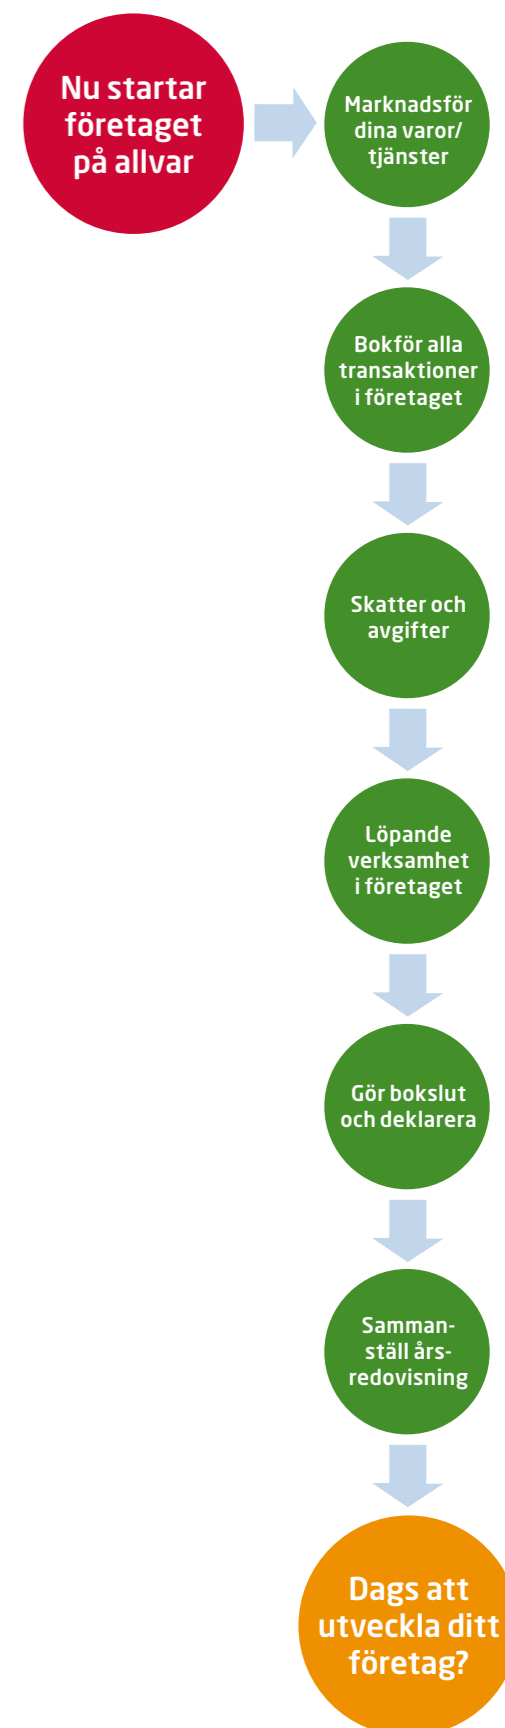 Nu startar
företaget
på allvar
Marknadsför
dina varor/
tjänster
Bokför alla
transaktioner
i företaget
Skatter och
avgifter
Löpande
verksamhet
i företaget
Gör bokslut
och deklarera
Samman-
ställ års-
redovisning
Dags att
utveckla ditt
företag?